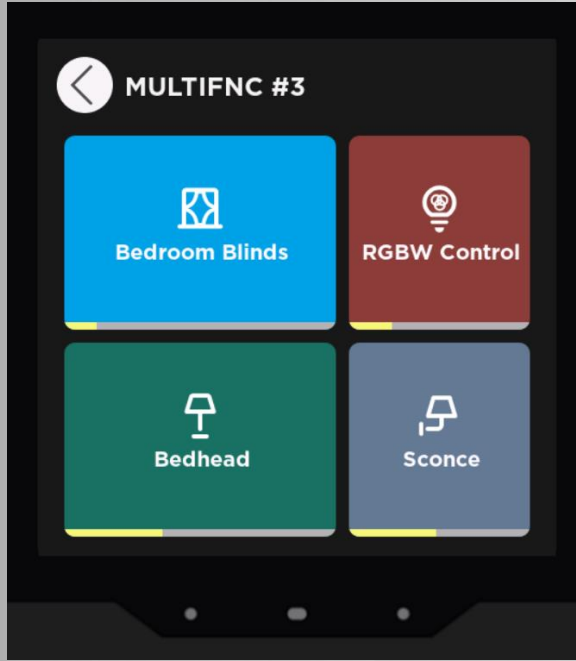 MULTIFNC #3
Bedroom Blinds
RGBW Control
Bedhead
Sconce